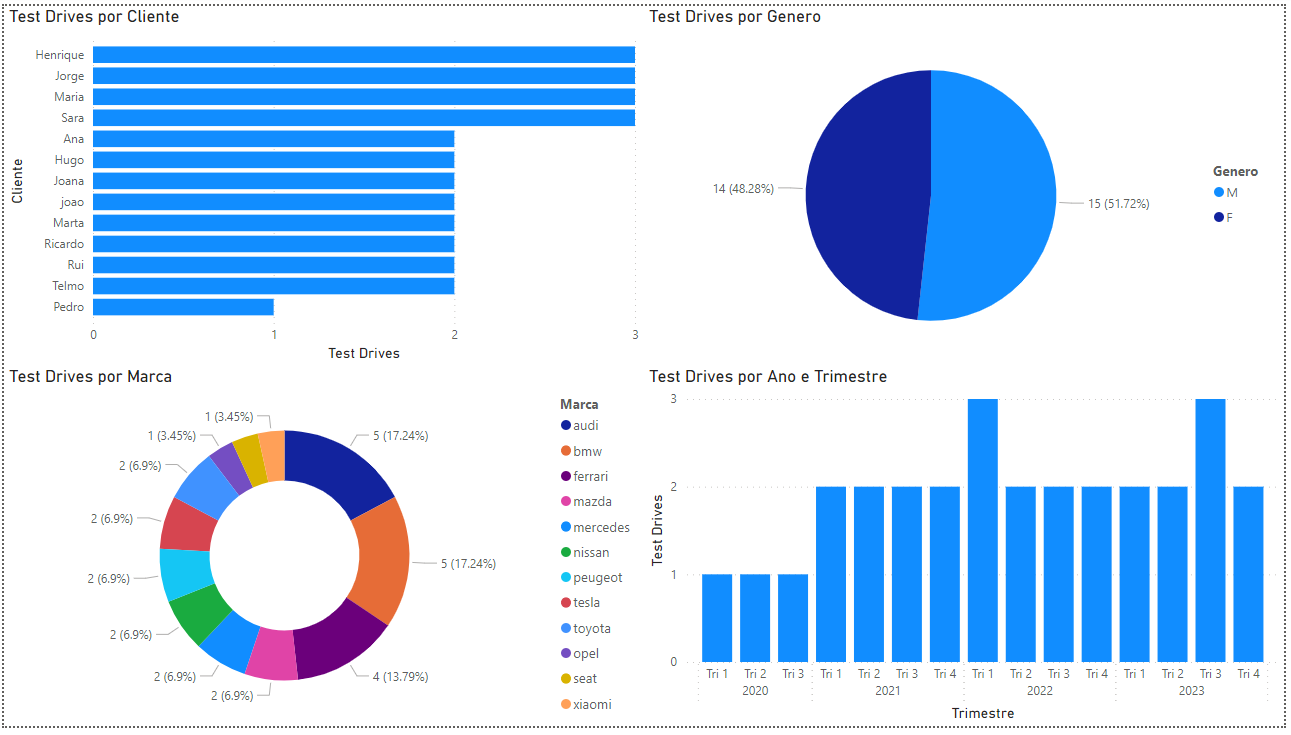 Test Drives por Cliente
Cliente
Henrique
Jorge
Maria
Sara
Ana
Hugo
Joana
joao
Marta
Ricardo
Rui
Telmo
Pedro
0 1 2 3
Test Drives
Test Drives por Genero
14 (48.28%)
15 (51.72%)
Genero
M
F
Test Drives por Marca
1 (3.45%)
1 (3.45%)
2 (6.9%)
2 (6.9%)
2 (6.9%)
2 (6.9%)
2 (6.9%)
2 (6.9%)
5 (17.24%)
5 (17.24%)
4 (13.79%)
Marca
audi
bmw
ferrari
mazda
mercedes
nissan
peugeot
tesla
toyota
opel
seat
xiaomi
Test Drives por Ano e Trimestre
Test Drives
3
2
1
0
Tri 1 Tri 2 Tri 3 Tri 1 Tri 2 Tri 3 Tri 4 Tri 1 Tri 2 Tri 3 Tri 4 Tri 1 Tri 2 Tri 3 Tri 4
2020 2021 2022 2023
Trimestre